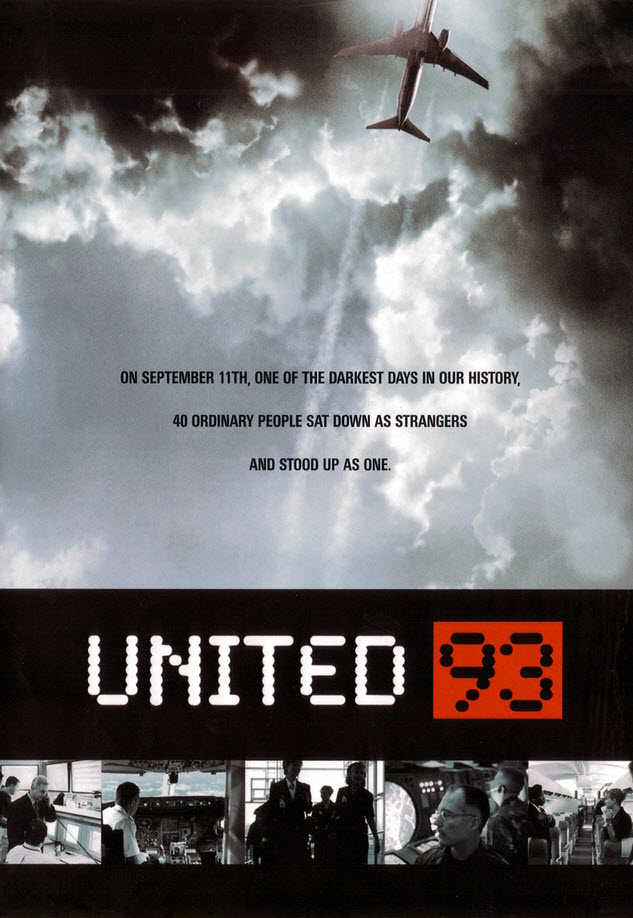 ON SEPTEMBER 11TH, ONE OF THE DARKEST DAYS IN OUR HISTORY,
40 ORDINARY PEOPLE SAT DOWN AS STRANGERS
AND STOOD UP AS ONE.
UNITED 93